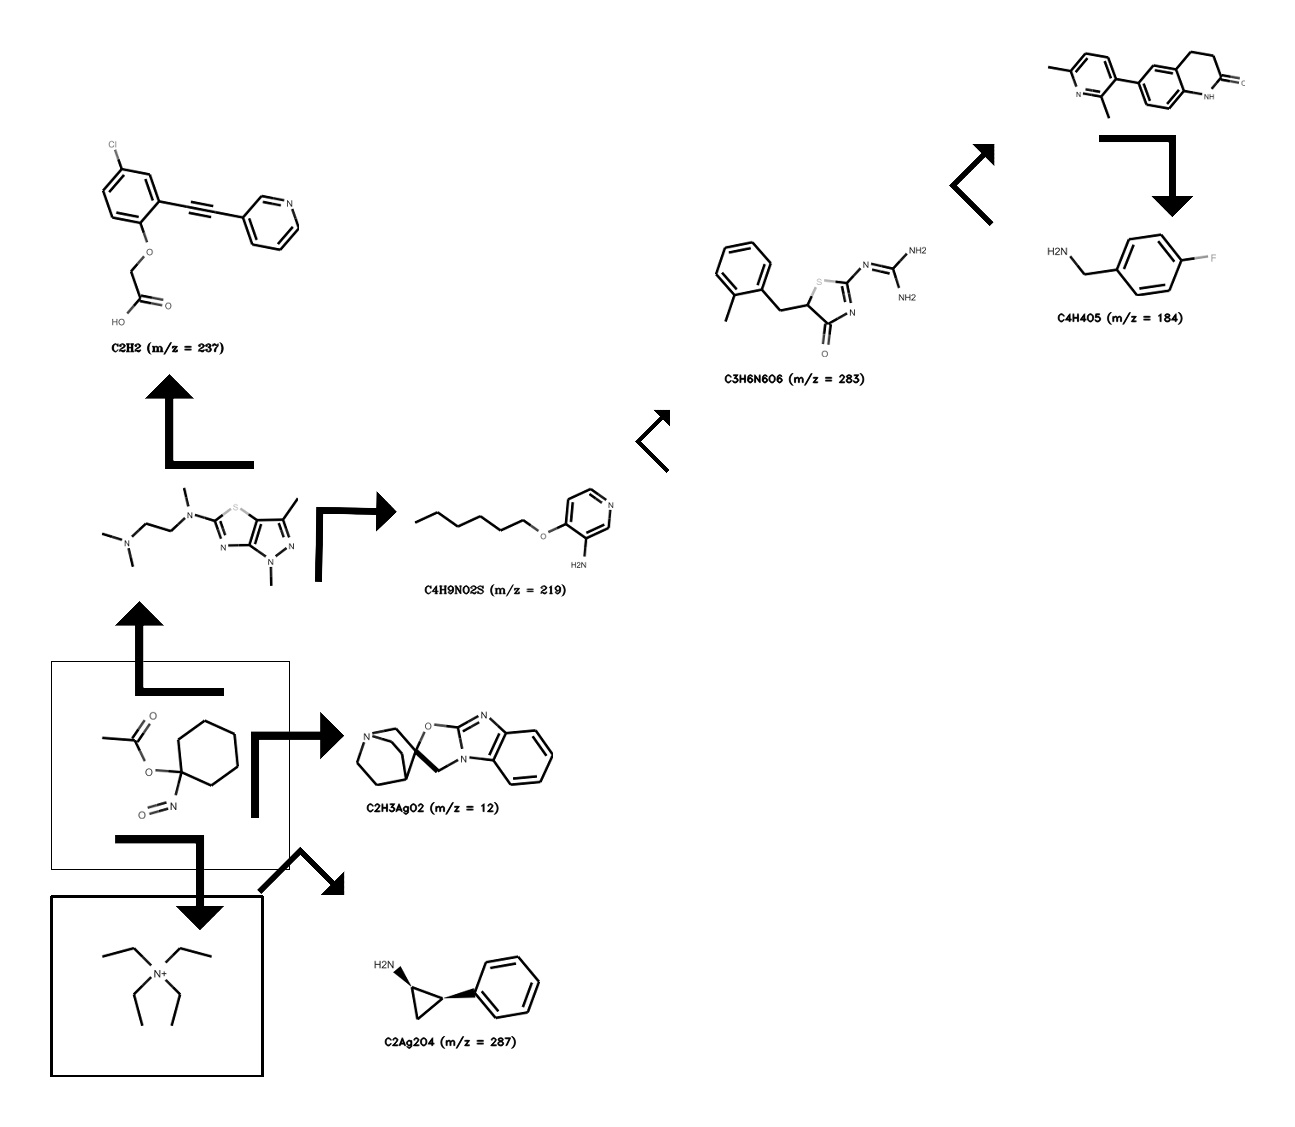 N
NH
O
Cl
N
O
O
HO
C2H2 (m/z = 237)
S
N
NH2
NH2
N
O
C3H6N6O6 (m/z = 283)
H2N
F
C4H4O5 (m/z = 184)
N
N
S
N
N
N
N
O
H2N
C4H9NO2S (m/z = 219)
O
O
N
O
N
O
N
N
C2H3AgO2 (m/z = 12)
N+
H2N
C2Ag2O4 (m/z = 287)